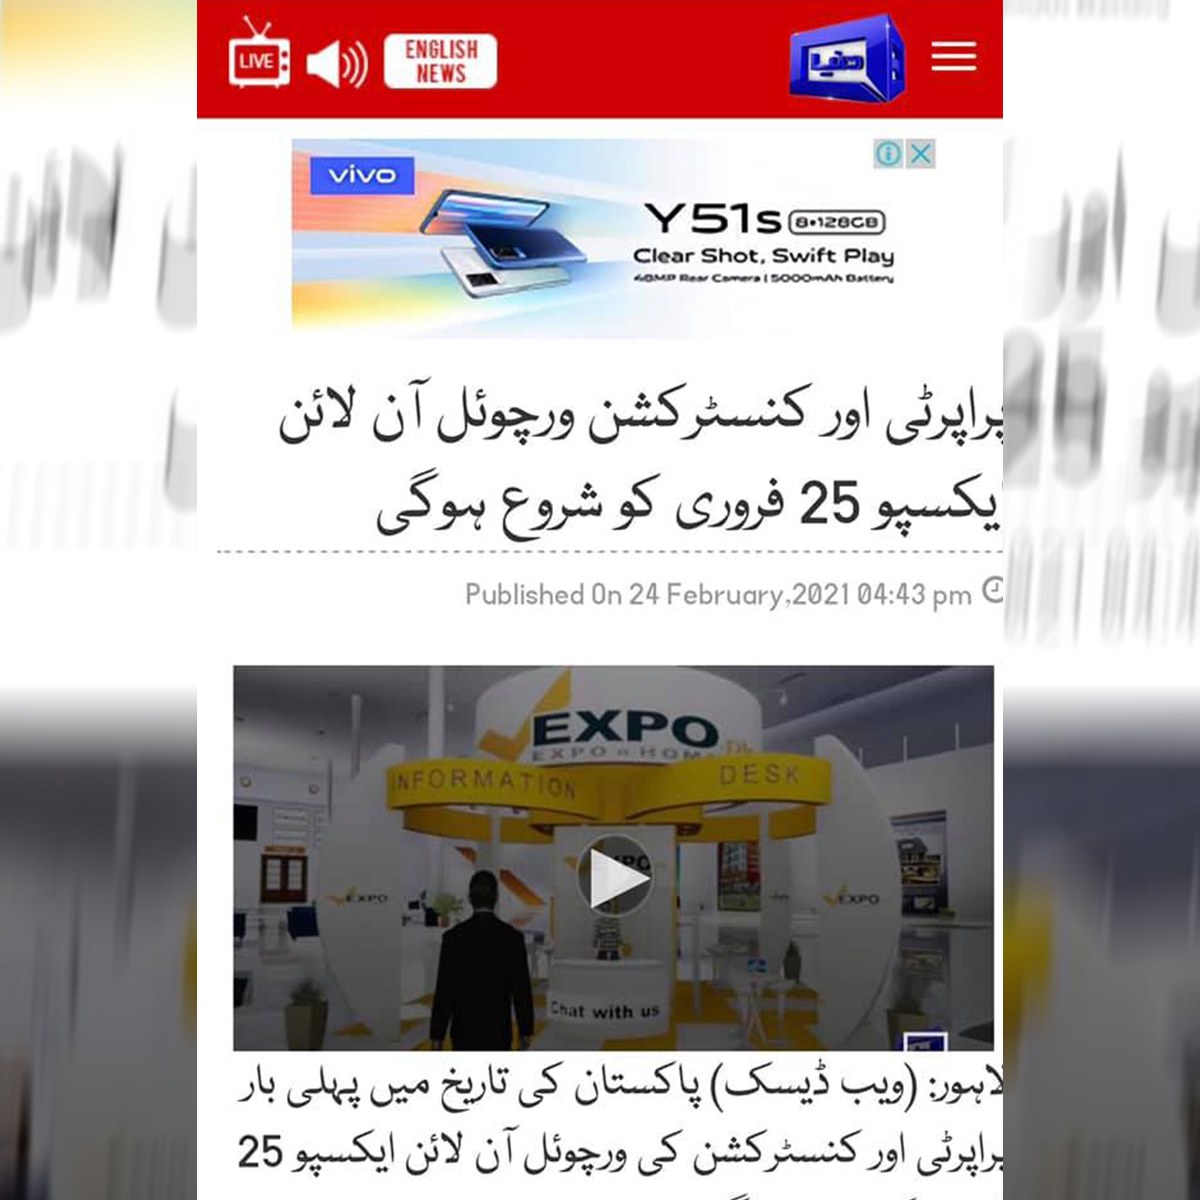 LIVE
ENGLISH
NEWS
دنیا
vivo
Y51s 8+128GB
Clear Shot, Swift Play
48MP Rear Camera | 5000mAh Battery
پراپرٹی اور کنسٹرکشن ورچوئل آن لائن
یکسپو 25 فروری کو شروع ہوگی
Published On 24 February,2021 04:43 pm
EXPO
EXPO @ HOM
INFORMATION DESK
EXPO
EXPO
Chat with us
لاہور: (ویب ڈیسک) پاکستان کی تاریخ میں پہلی بار
پراپرٹی اور کنسٹرکشن کی ورچوئل آن لائن ایکسپو 25